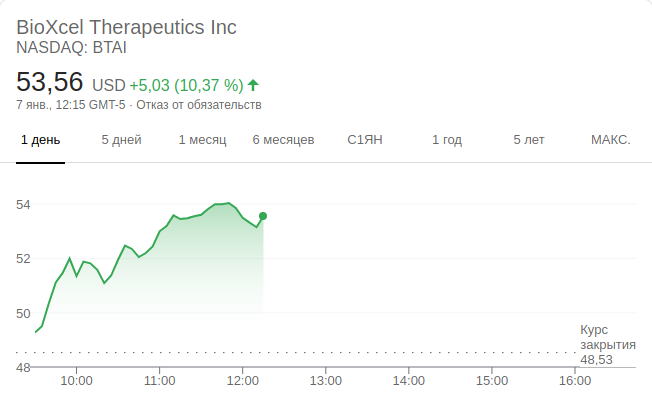 BioXcel Therapeutics Inc
NASDAQ: BTAI
53,56 USD +5,03 (10,37 %)
7 янв., 12:15 GMT-5 · Отказ от обязательств
1 день 5 дней 1 месяц 6 месяцев С1ЯН 1 год 5 лет МАКС.
54
52
50
Курс
закрытия
48,53
48
10:00 11:00 12:00 13:00 14:00 15:00 16:00